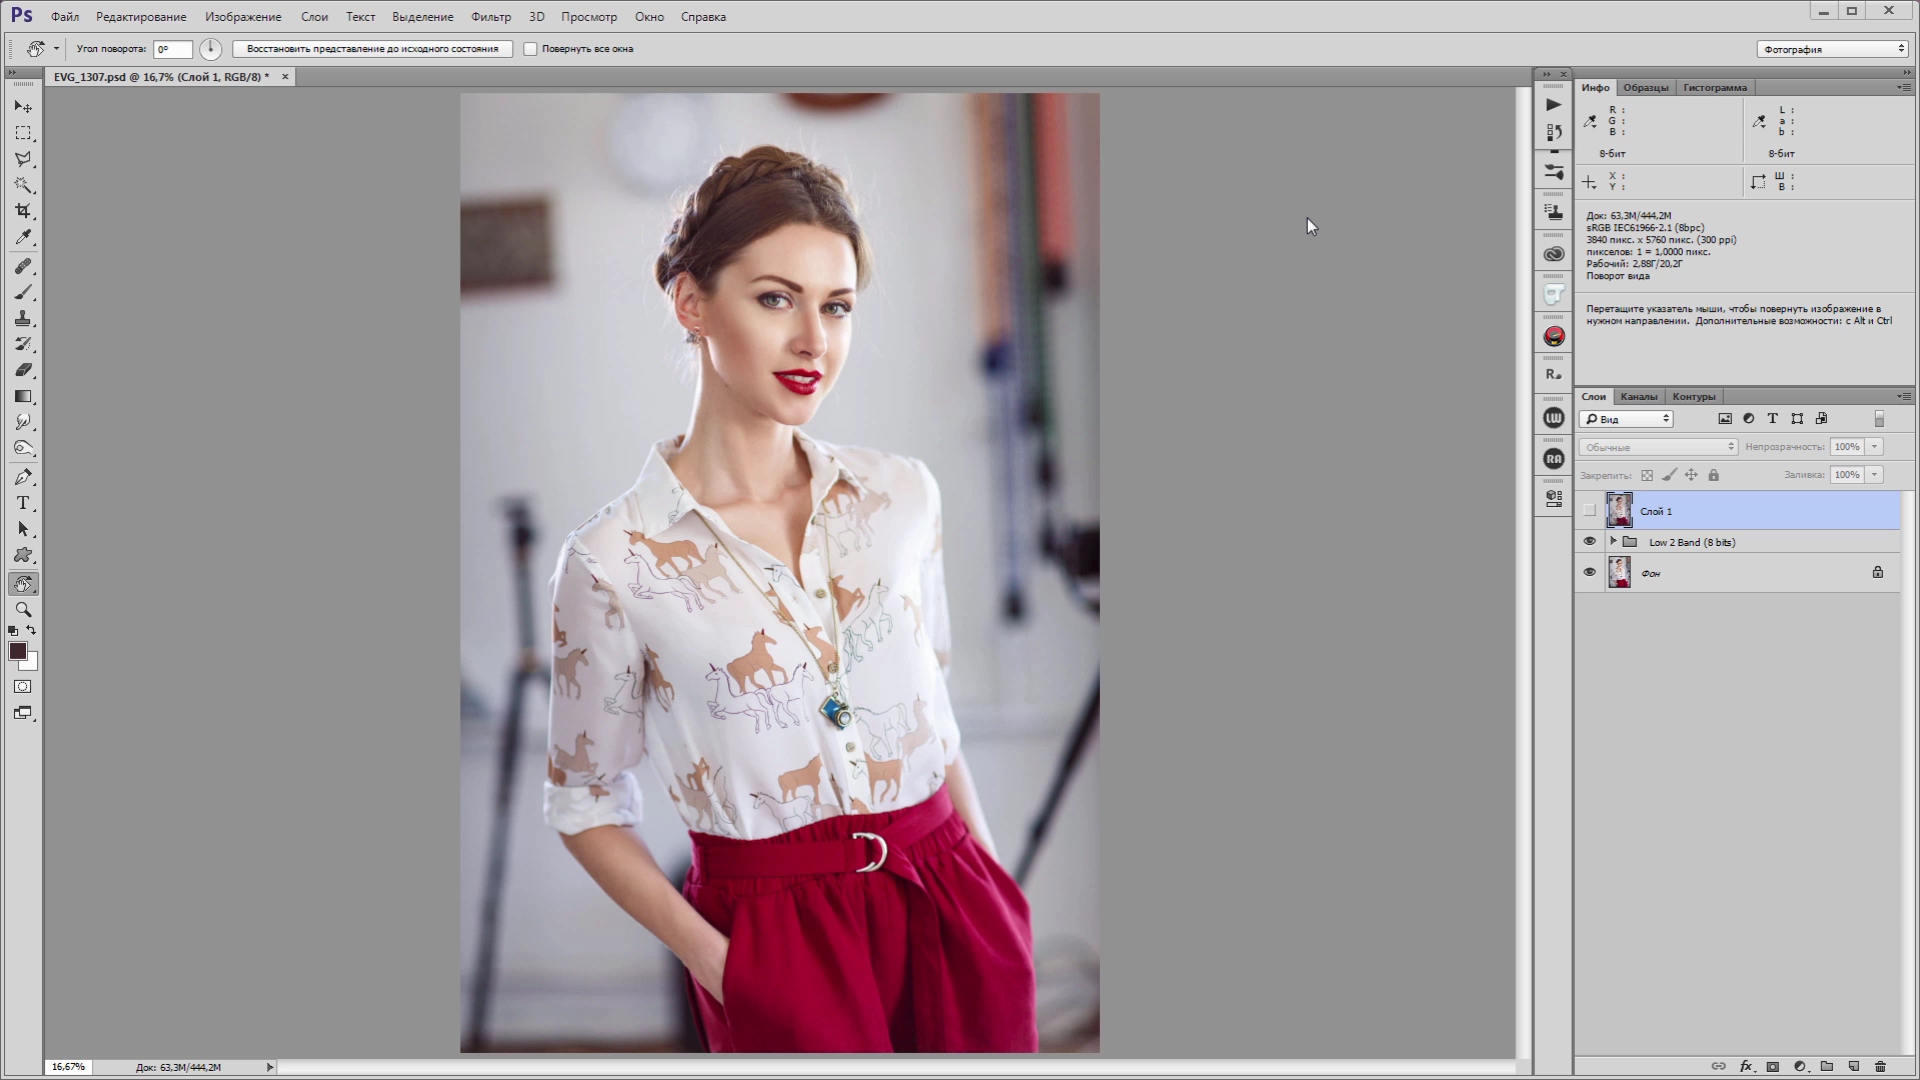 Ps Файл Редактирование Изображение Слои Текст Выделение Фильтр 3D Просмотр Окно Справка
Угол поворота: 0° Восстановить представление до исходного состояния Повернуть все окна Фотография
EVG_1307.psd @ 16,7% (Слой 1, RGB/8) *
Инфо Образцы Гистограмма
R : L :
G : a :
B : b :
8-бит 8-бит
X : Ш :
Y : В :
Док: 63,3M/444,2M
sRGB IEC61966-2.1 (8bpc)
3840 пикс. x 5760 пикс. (300 ppi)
пикселов: 1 = 1,0000 пикс.
Рабочий: 2,88Г/20,2Г
Поворот вида
Перетащите указатель мыши, чтобы повернуть изображение в
нужном направлении. Дополнительные возможности: с Alt и Ctrl
R.
LW
RA
Слои Каналы Контуры
Вид
Обычные Непрозрачность: 100%
Закрепить: Заливка: 100%
Слой 1
Low 2 Band (8 bits)
Фон
16,67% Док: 63,3M/444,2M
fx